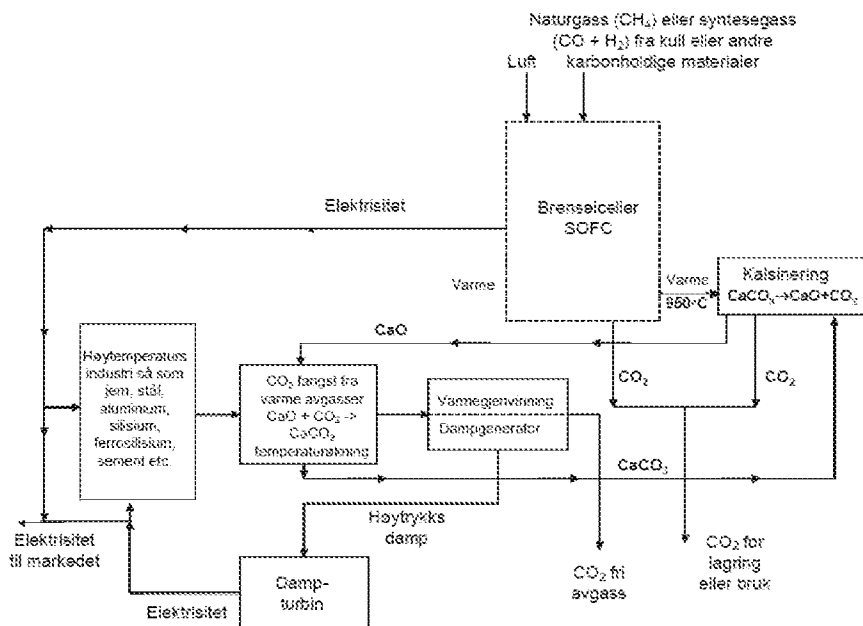 Naturgass (CH₄) eller syntesegass
(CO + H₂) fra kull eller andre
karbonholdige materialer
Luft
Brenselceller
SOFC
Elektrisitet
Varme
Varme
950°C
Kalsinering
CaCO₃→CaO+CO₂
CaO
CO₂
CO₂
Høytemperaturs
industri så som
jern, stål,
aluminium,
silisium,
ferrosilisium,
sement etc.
CO₂ fangst fra
varme avgasser
CaO + CO₂ ->
CaCO₃
temperaturøkning
Varmegjenvinning
Dampgenerator
CaCO₃
Høytrykks
damp
Elektrisitet
til markedet
Elektrisitet
Damp-
turbin
CO₂ fri
avgass
CO₂ for
lagring
eller bruk